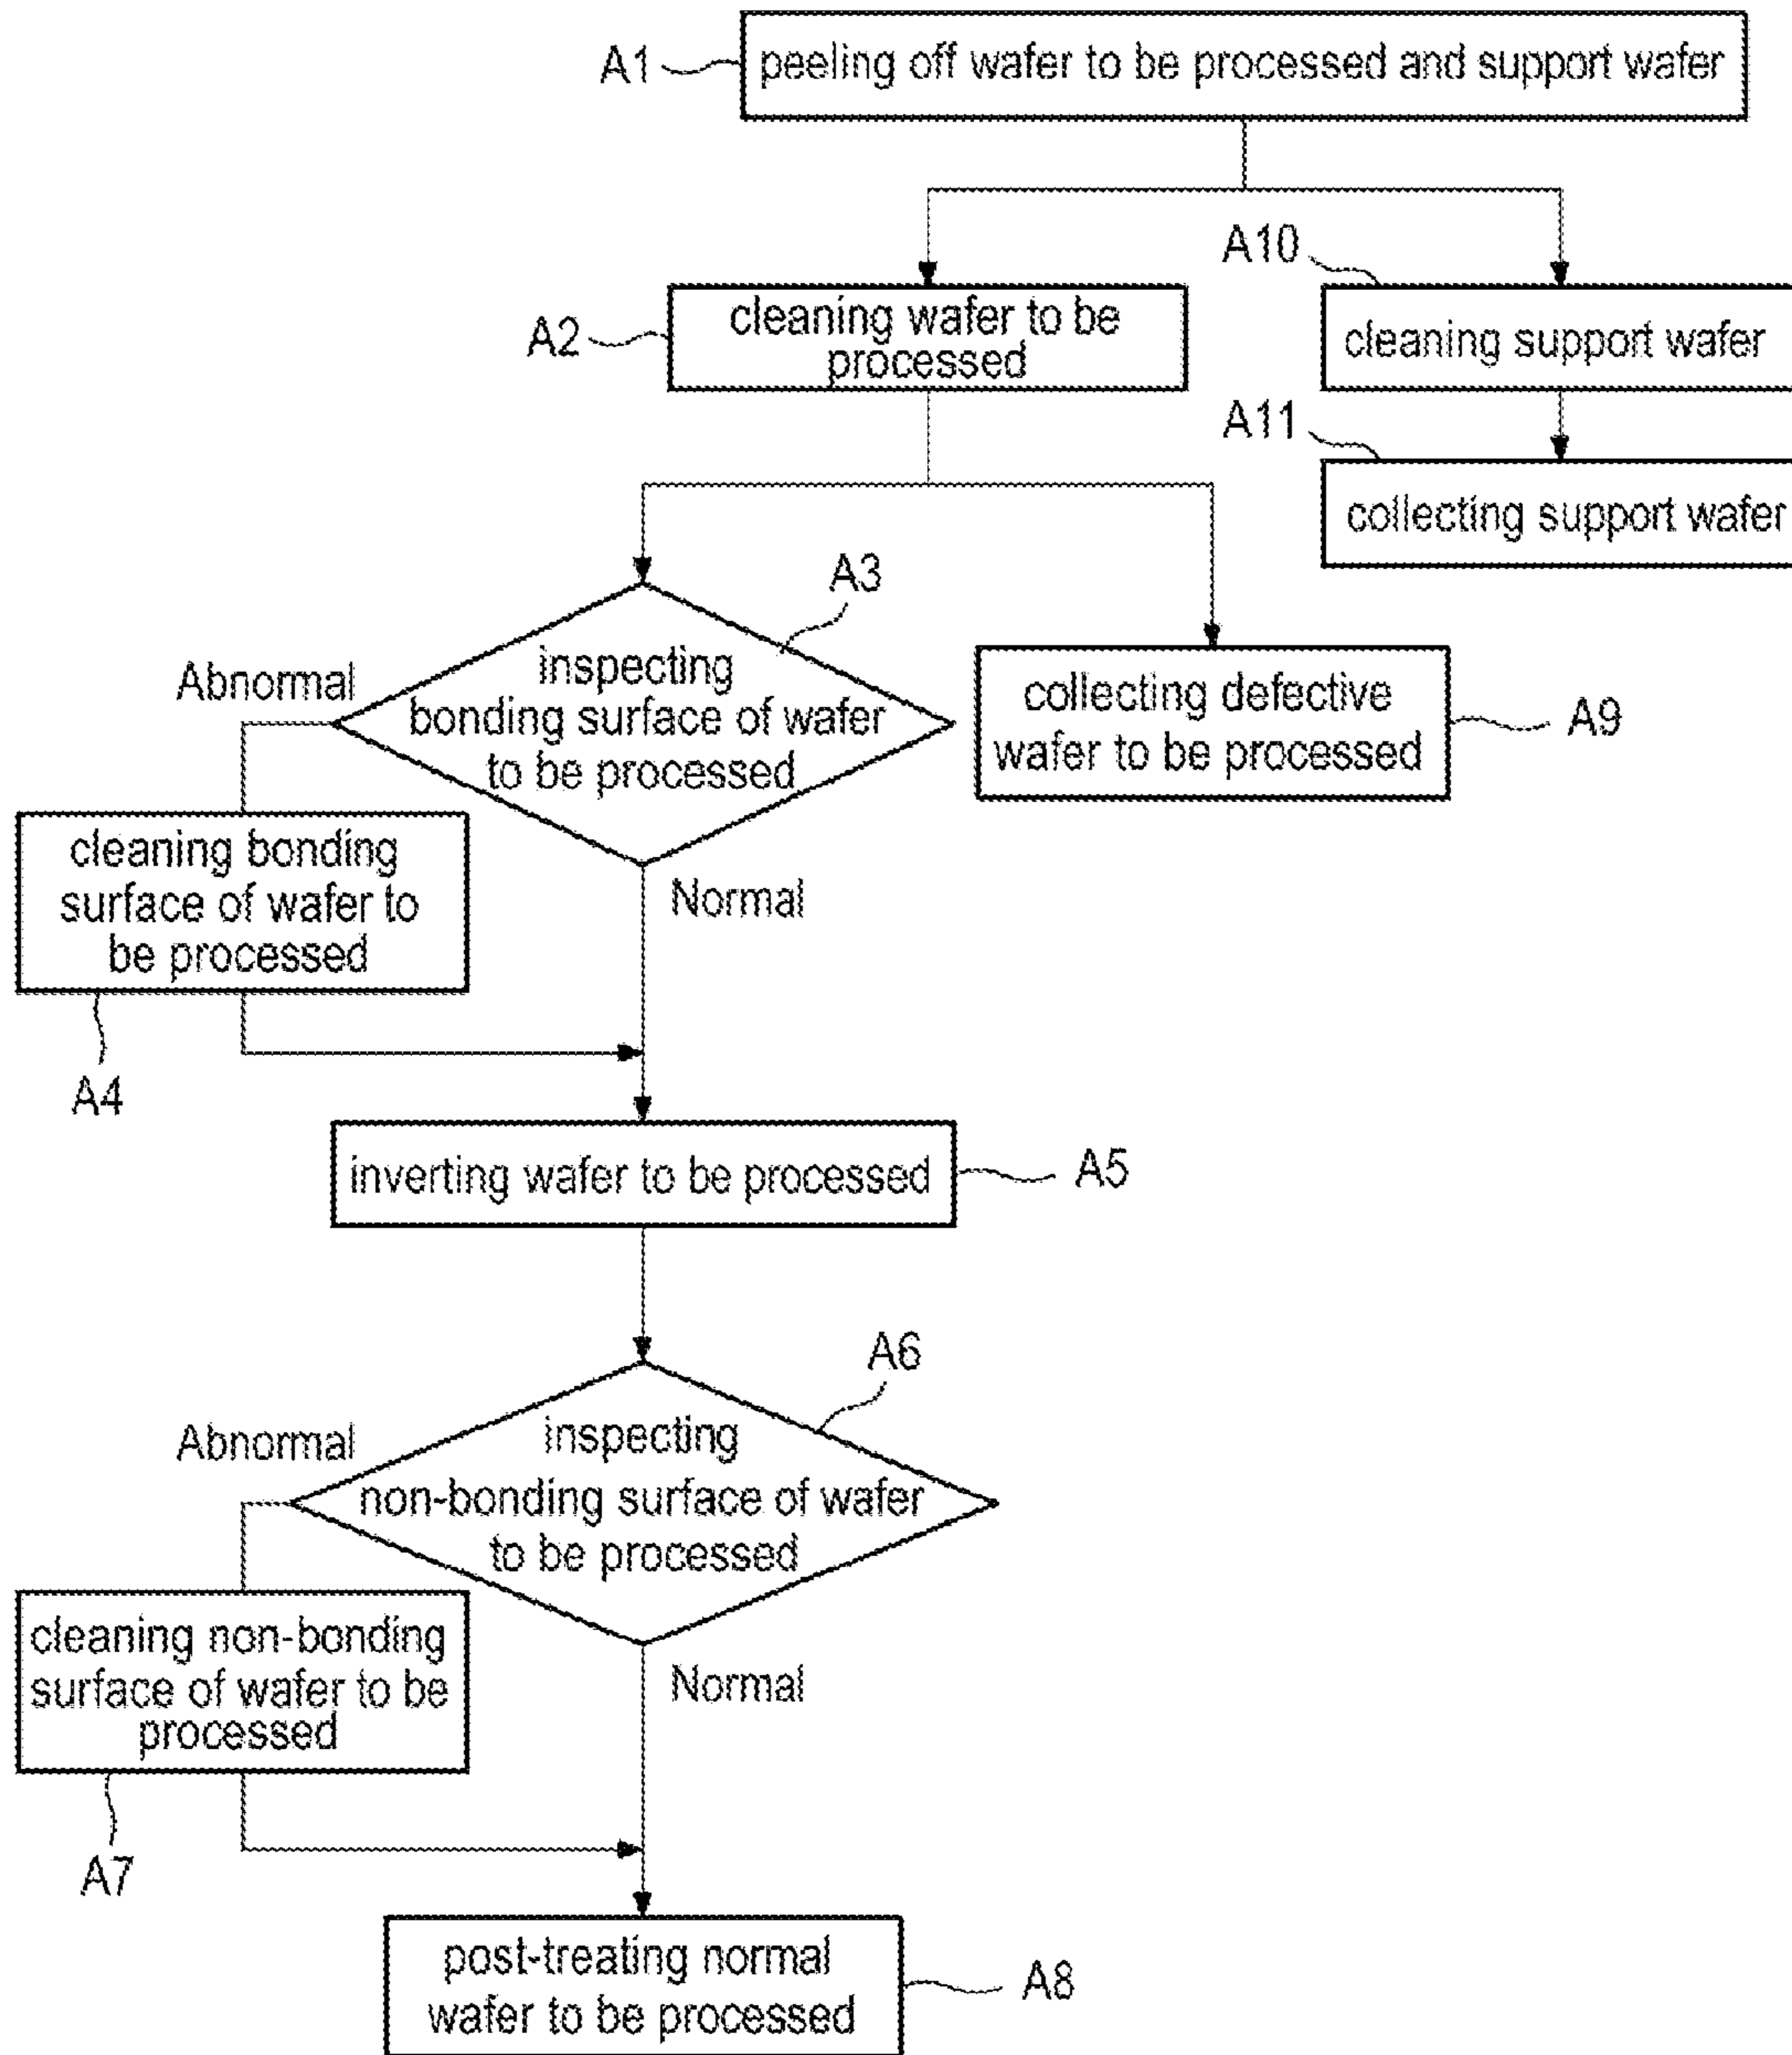 A1
peeling off wafer to be processed and support wafer
A10
A2
cleaning wafer to be
processed
cleaning support wafer
A11
collecting support wafer
A3
Abnormal
inspecting
bonding surface of wafer
to be processed
collecting defective
wafer to be processed
A9
cleaning bonding
surface of wafer to
be processed
Normal
A4
inverting wafer to be processed
A5
A6
Abnormal
inspecting
non-bonding surface of wafer
to be processed
cleaning non-bonding
surface of wafer to be
processed
Normal
A7
post-treating normal
wafer to be processed
A8